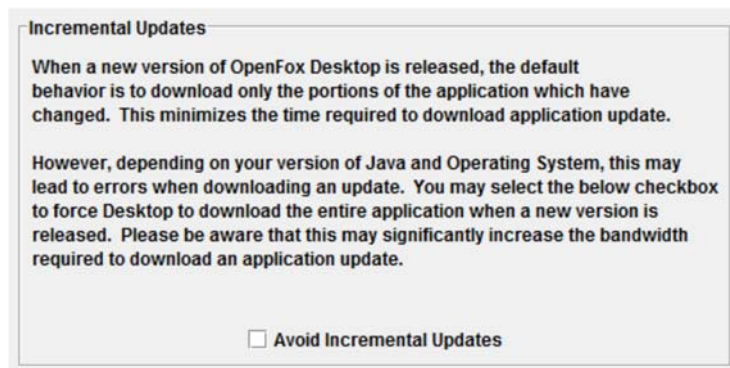 Incremental Updates
When a new version of OpenFox Desktop is released, the default
behavior is to download only the portions of the application which have
changed.  This minimizes the time required to download application update.
However, depending on your version of Java and Operating System, this may
lead to errors when downloading an update.  You may select the below checkbox
to force Desktop to download the entire application when a new version is
released.  Please be aware that this may significantly increase the bandwidth
required to download an application update.
Avoid Incremental Updates